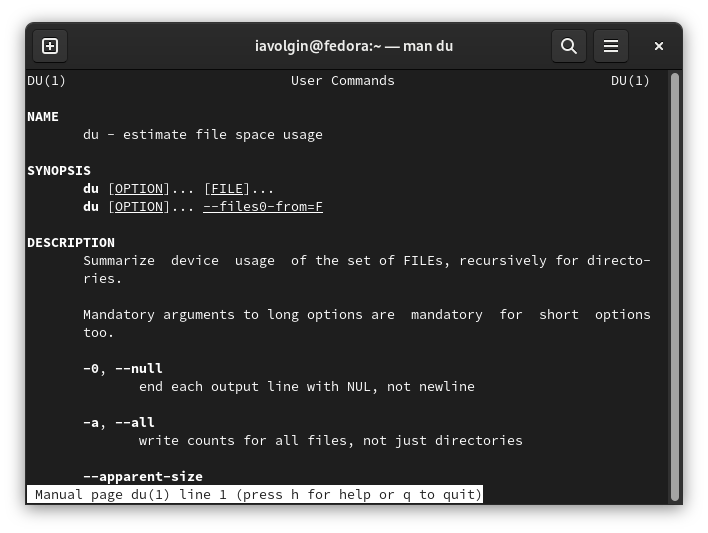 iavolgin@fedora:~ — man du
DU(1) User Commands DU(1)
NAME
du - estimate file space usage
SYNOPSIS
du [OPTION]... [FILE]...
du [OPTION]... --files0-from=F
DESCRIPTION
Summarize device usage of the set of FILEs, recursively for directo-
ries.
Mandatory arguments to long options are mandatory for short options
too.
-0, --null
end each output line with NUL, not newline
-a, --all
write counts for all files, not just directories
--apparent-size
Manual page du(1) line 1 (press h for help or q to quit)